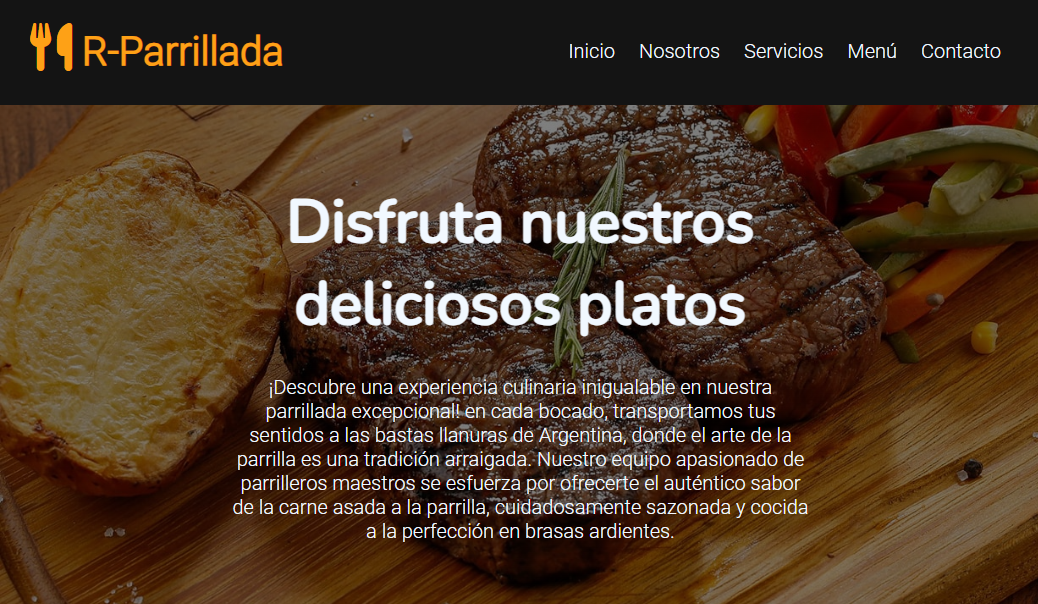 R-Parrillada
Inicio Nosotros Servicios Menú Contacto
Disfruta nuestros
deliciosos platos
¡Descubre una experiencia culinaria inigualable en nuestra
parrillada excepcional! en cada bocado, transportamos tus
sentidos a las bastas llanuras de Argentina, donde el arte de la
parrilla es una tradición arraigada. Nuestro equipo apasionado de
parrilleros maestros se esfuerza por ofrecerte el auténtico sabor
de la carne asada a la parrilla, cuidadosamente sazonada y cocida
a la perfección en brasas ardientes.